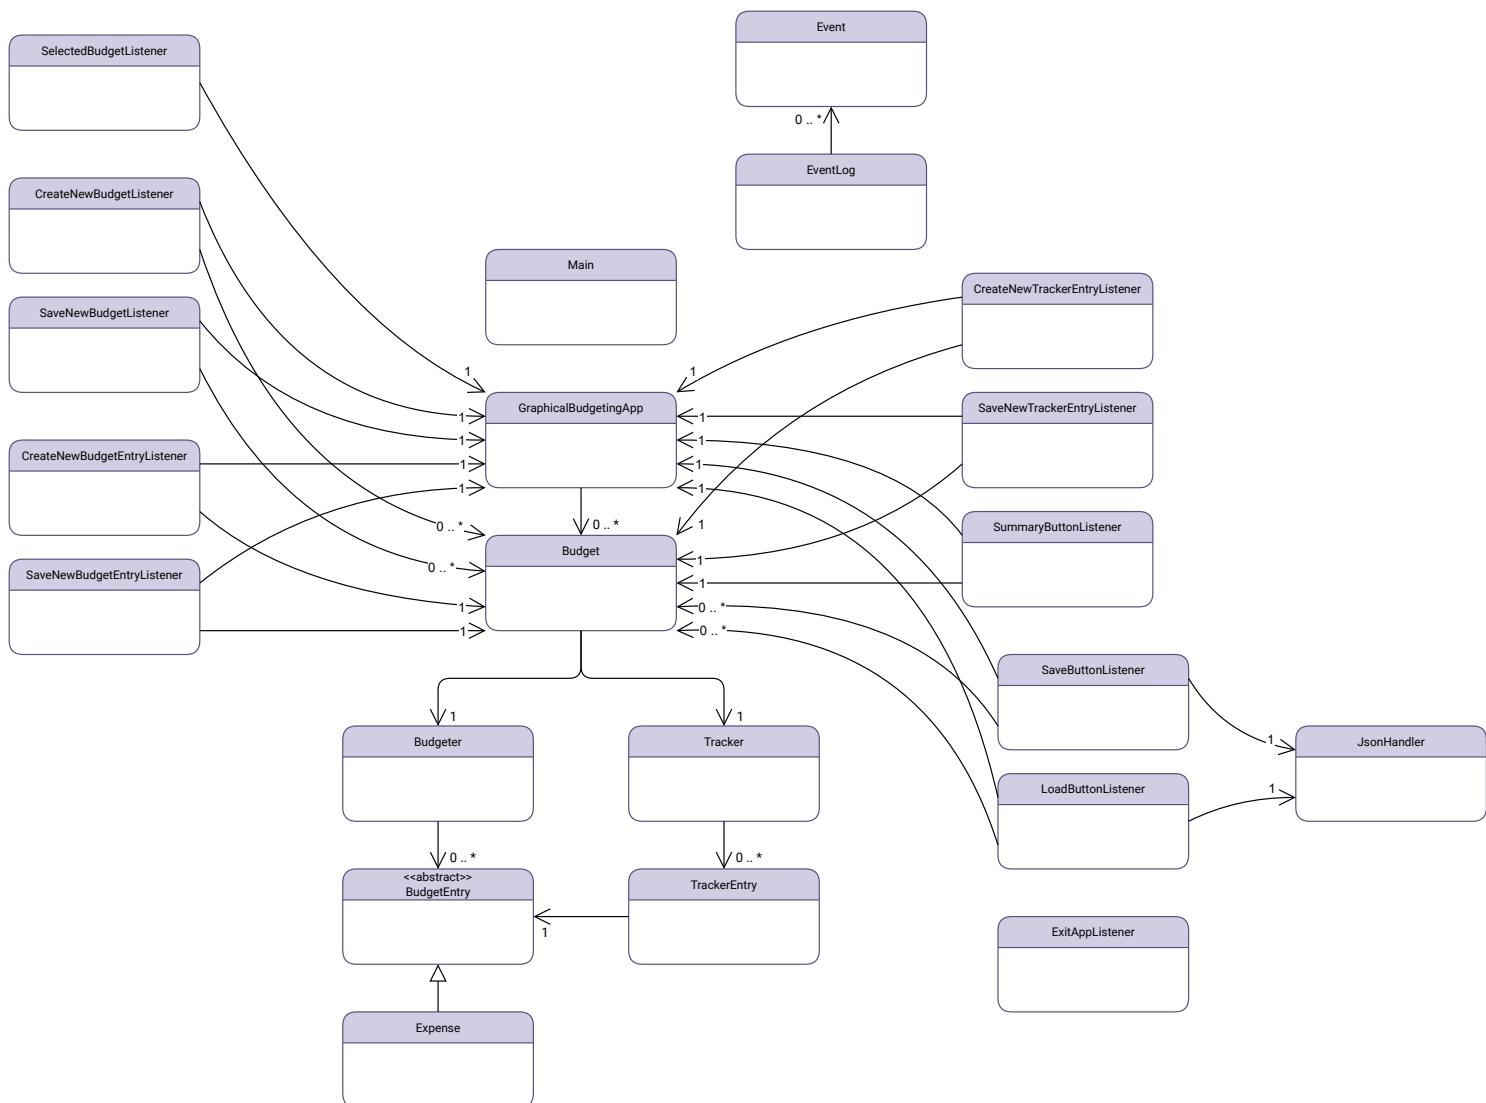 Event
SelectedBudgetListener
0 .. *
EventLog
CreateNewBudgetListener
Main
CreateNewTrackerEntryListener
SaveNewBudgetListener
1
1
GraphicalBudgetingApp
SaveNewTrackerEntryListener
1
1
1
1
CreateNewBudgetEntryListener
1
1
1
1
0 .. *
0 .. *
1
SummaryButtonListener
Budget
1
0 .. *
SaveNewBudgetEntryListener
1
1
0 .. *
1
0 .. *
SaveButtonListener
1
1
Budgeter
Tracker
1
JsonHandler
LoadButtonListener
1
0 .. *
0 .. *
<<abstract>>
BudgetEntry
TrackerEntry
1
ExitAppListener
Expense